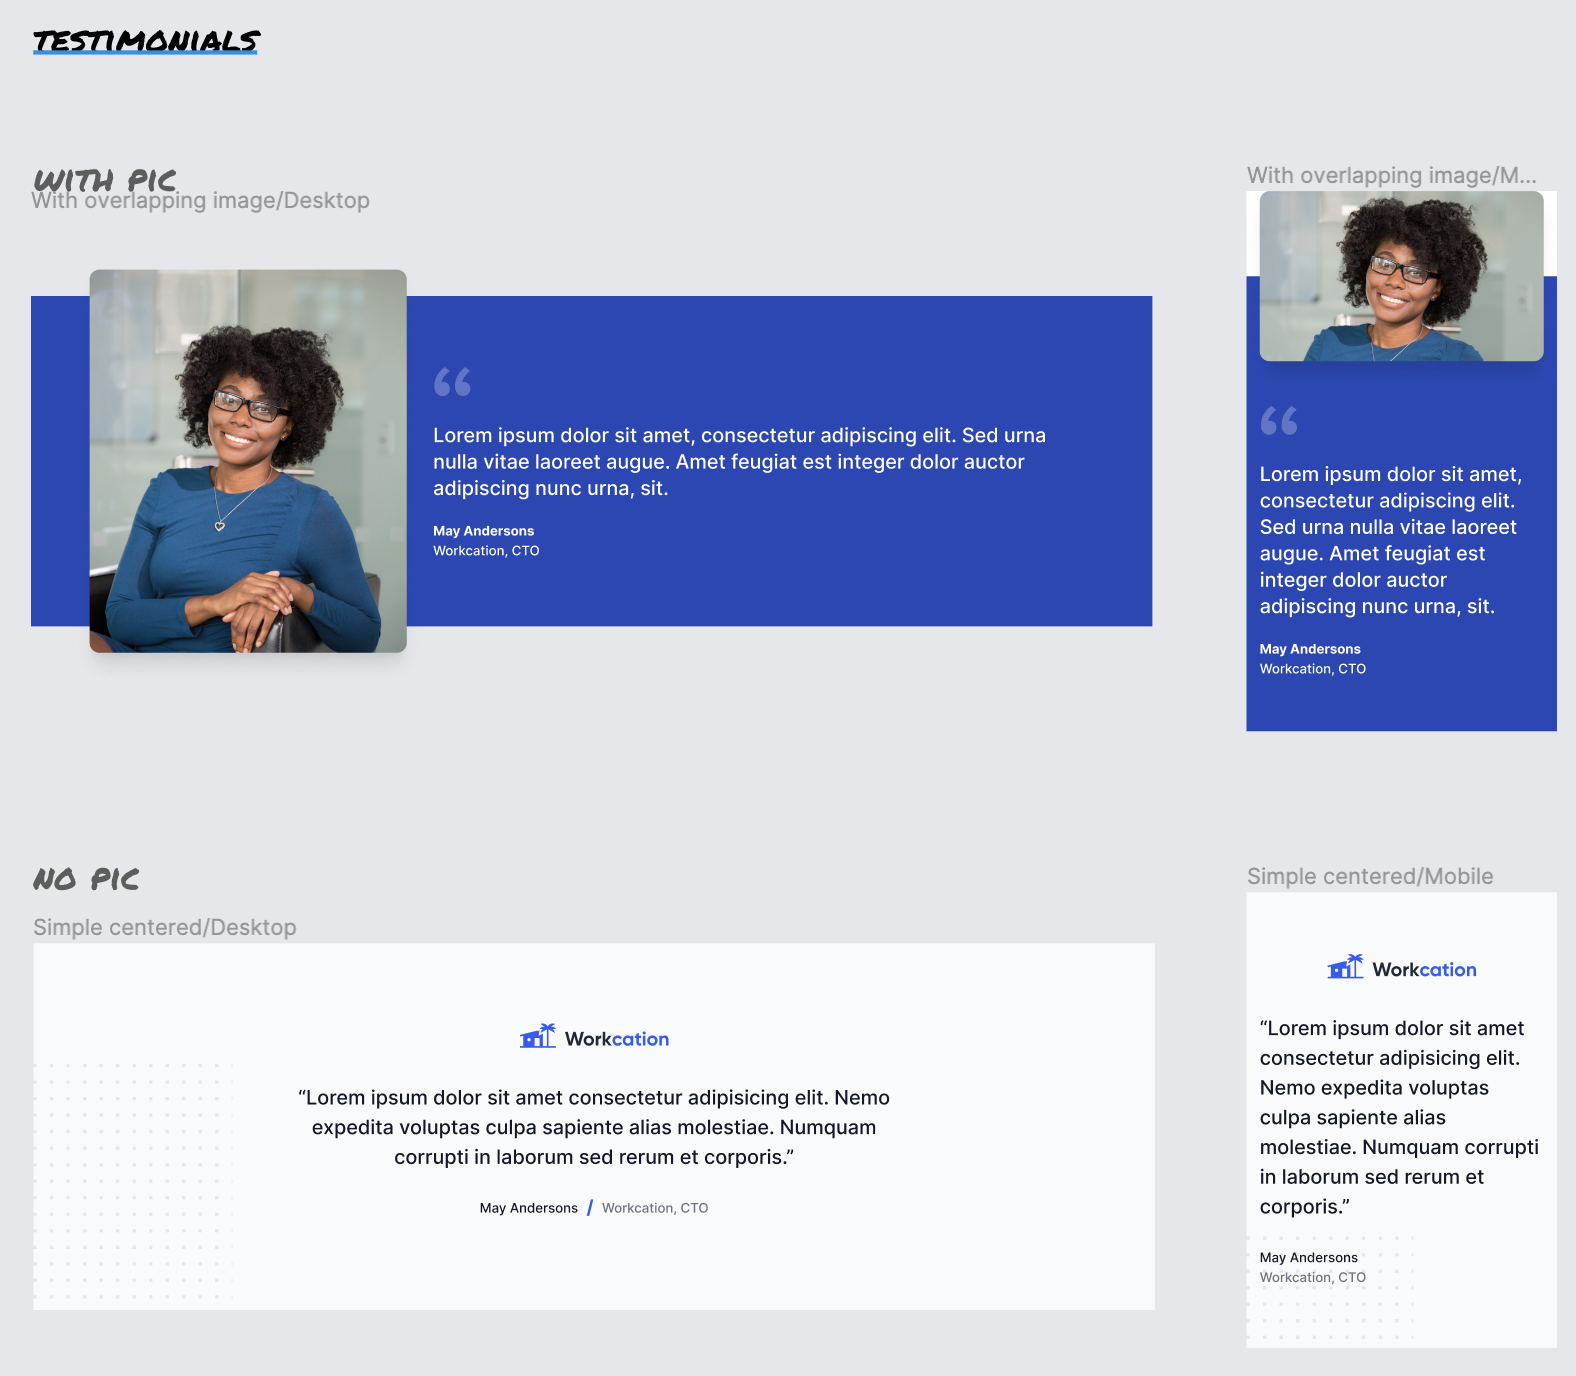 TESTIMONIALS
WITH PIC
With overlapping image/Desktop
“
Lorem ipsum dolor sit amet, consectetur adipiscing elit. Sed urna
nulla vitae laoreet augue. Amet feugiat est integer dolor auctor
adipiscing nunc urna, sit.
May Andersons
Workcation, CTO
With overlapping image/M...
“
Lorem ipsum dolor sit amet,
consectetur adipiscing elit.
Sed urna nulla vitae laoreet
augue. Amet feugiat est
integer dolor auctor
adipiscing nunc urna, sit.
May Andersons
Workcation, CTO
NO PIC
Simple centered/Desktop
Workcation
“Lorem ipsum dolor sit amet consectetur adipisicing elit. Nemo
expedita voluptas culpa sapiente alias molestiae. Numquam
corrupti in laborum sed rerum et corporis.”
May Andersons / Workcation, CTO
Simple centered/Mobile
Workcation
“Lorem ipsum dolor sit amet
consectetur adipisicing elit.
Nemo expedita voluptas
culpa sapiente alias
molestiae. Numquam corrupti
in laborum sed rerum et
corporis.”
May Andersons
Workcation, CTO